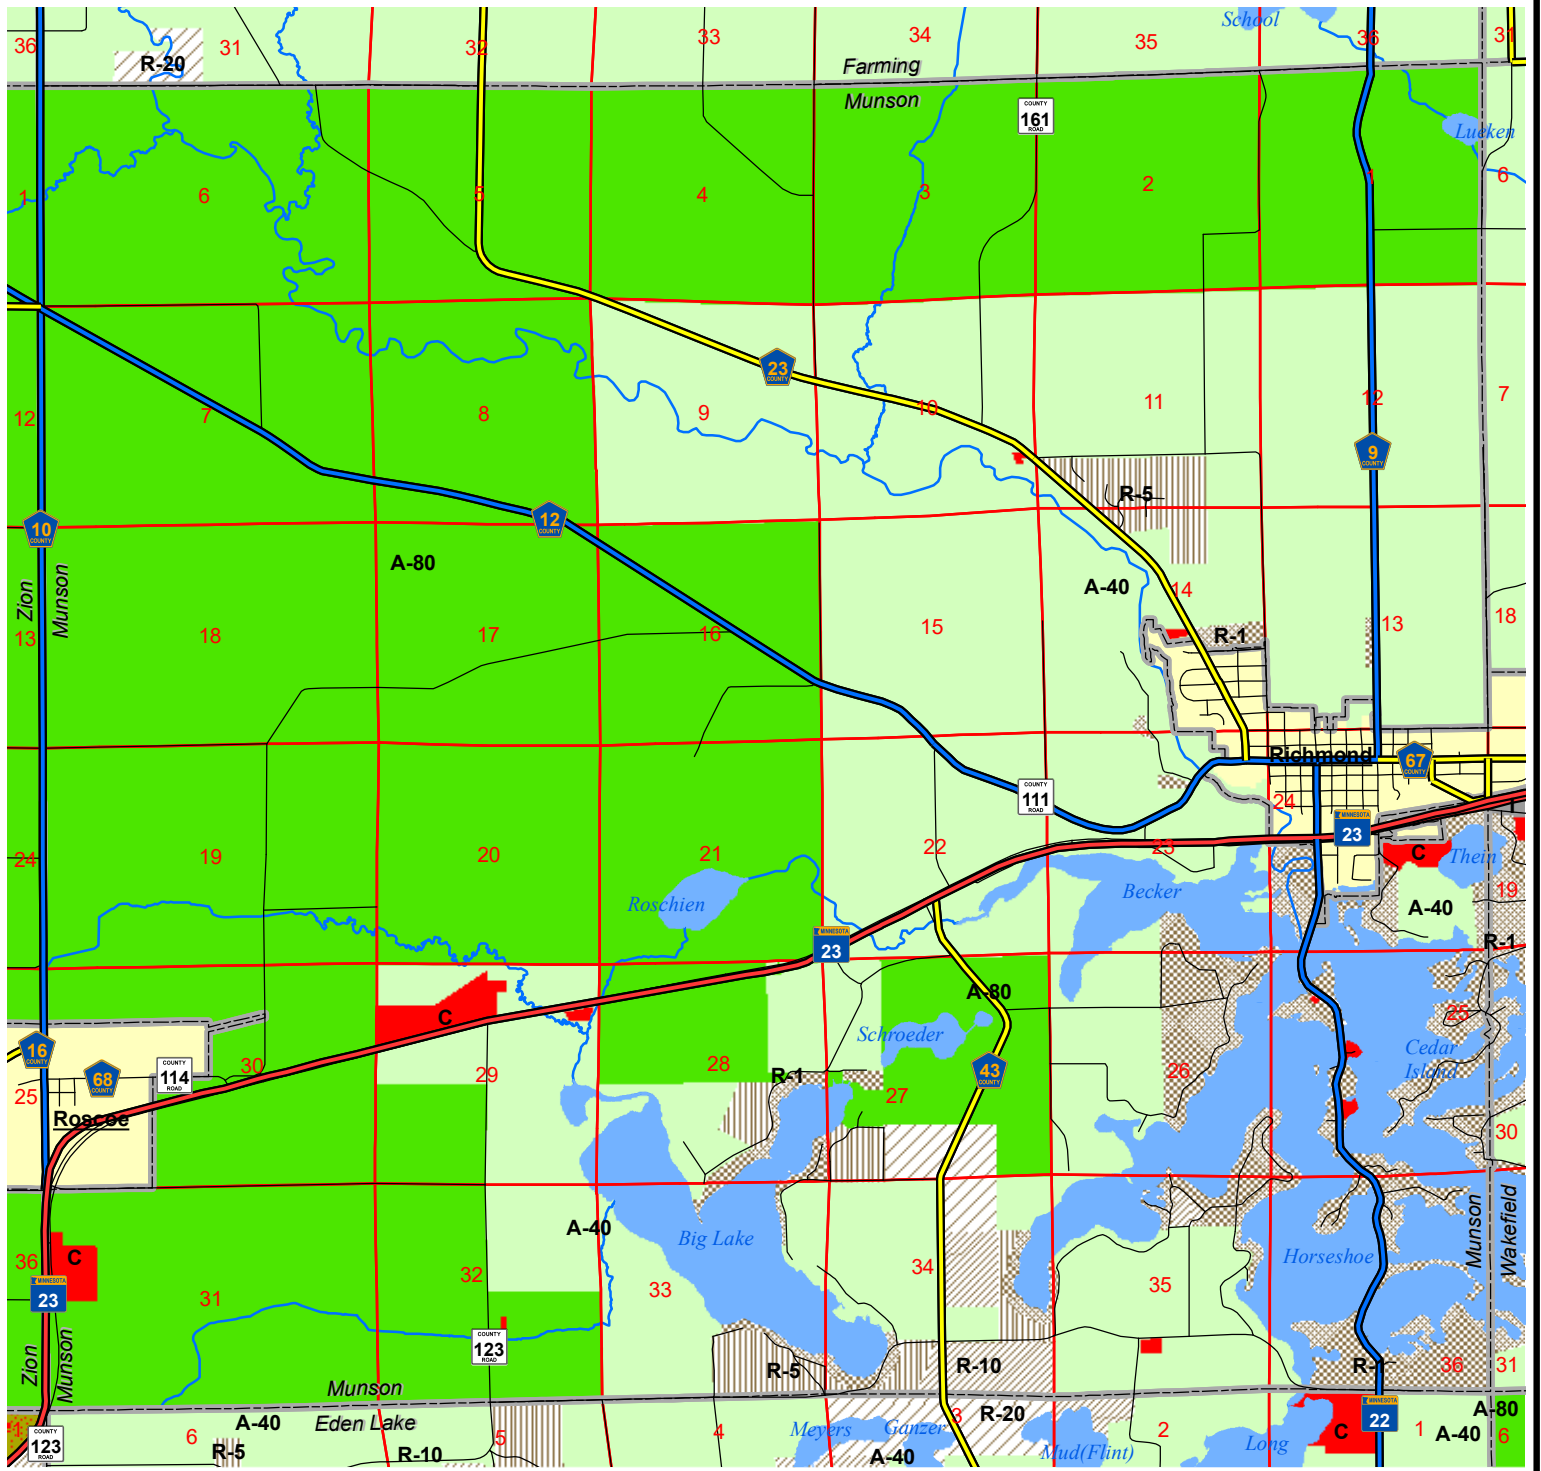 School
36
31
32
33
34
35
36
31
R-20
Farming
Munson
COUNTY
161
ROAD
Lueken
1
6
5
4
3
2
1
6
23
COUNTY
12
7
8
9
10
11
12
7
9
COUNTY
R-5
10
COUNTY
12
COUNTY
A-80
A-40
14
Zion
Munson
13
18
17
16
15
R-1
13
18
Richmond
67
COUNTY
COUNTY
111
ROAD
24
I
MINNESOTA
23
24
19
20
21
22
23
C
Thein
Becker
19
Roschien
A-40
MINNESOTA
23
R-1
A-80
C
25
Schroeder
16
COUNTY
68
COUNTY
COUNTY
114
ROAD
30
29
28
R-1
27
43
COUNTY
26
Cedar
Island
25
Roscoe
30
A-40
Big Lake
Munson
Wakefield
36
C
32
33
34
35
Horseshoe
MINNESOTA
23
31
COUNTY
123
ROAD
Zion
Munson
R-5
R-10
R-1
36
31
Munson
Eden Lake
A-40
R-20
A-80
1
COUNTY
123
ROAD
6
R-5
R-10
5
4
Meyers
Ganzer
3
A-40
Mud(Flint)
2
Long
C
MINNESOTA
22
1
A-40
6